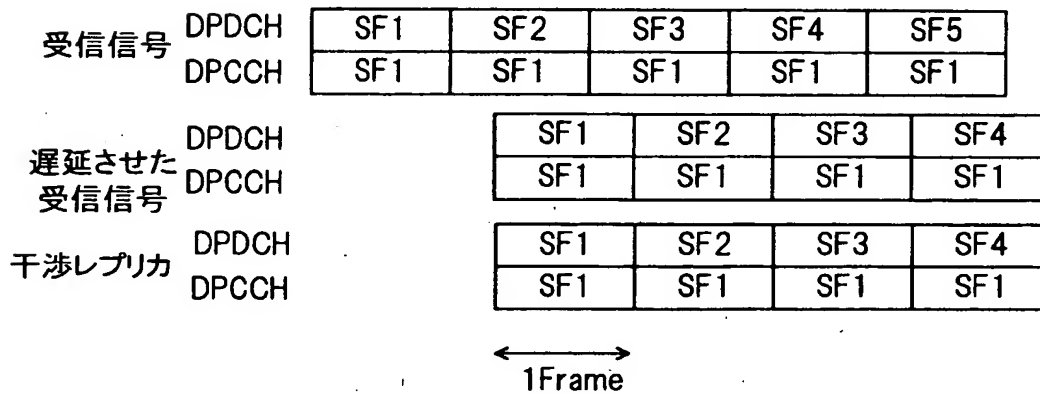 受信信号 DPDCH SF1 SF2 SF3 SF4 SF5
DPCCH SF1 SF1 SF1 SF1 SF1
遅延させた受信信号 DPDCH SF1 SF2 SF3 SF4
DPCCH SF1 SF1 SF1 SF1
干渉レプリカ DPDCH SF1 SF2 SF3 SF4
DPCCH SF1 SF1 SF1 SF1
1Frame